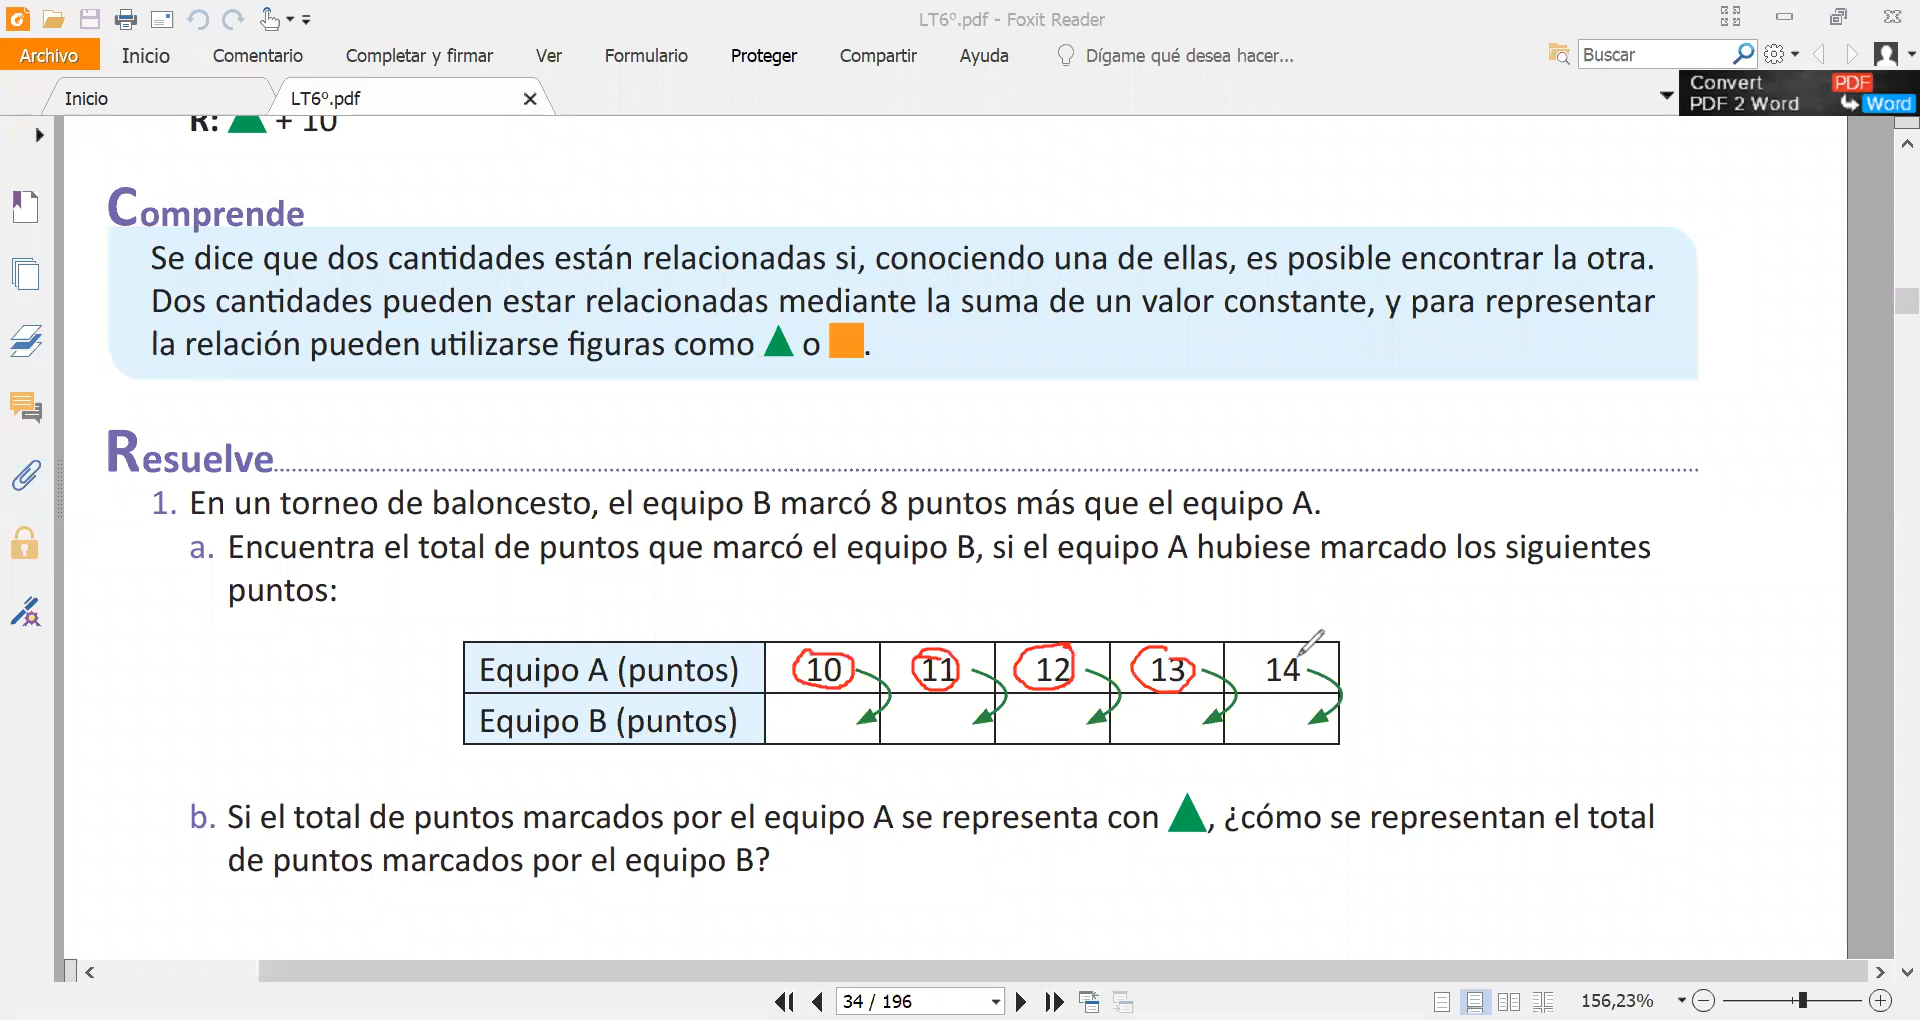 LT6º.pdf - Foxit Reader
Archivo Inicio Comentario Completar y firmar Ver Formulario Proteger Compartir Ayuda Dígame qué desea hacer... Buscar
Inicio LT6º.pdf
Convert PDF
PDF 2 Word Word
R: + 10
Comprende
Se dice que dos cantidades están relacionadas si, conociendo una de ellas, es posible encontrar la otra.
Dos cantidades pueden estar relacionadas mediante la suma de un valor constante, y para representar
la relación pueden utilizarse figuras como o .
Resuelve
1. En un torneo de baloncesto, el equipo B marcó 8 puntos más que el equipo A.
a. Encuentra el total de puntos que marcó el equipo B, si el equipo A hubiese marcado los siguientes
puntos:
Equipo A (puntos) 10 11 12 13 14
Equipo B (puntos)
b. Si el total de puntos marcados por el equipo A se representa con , ¿cómo se representan el total
de puntos marcados por el equipo B?
34 / 196 156,23%